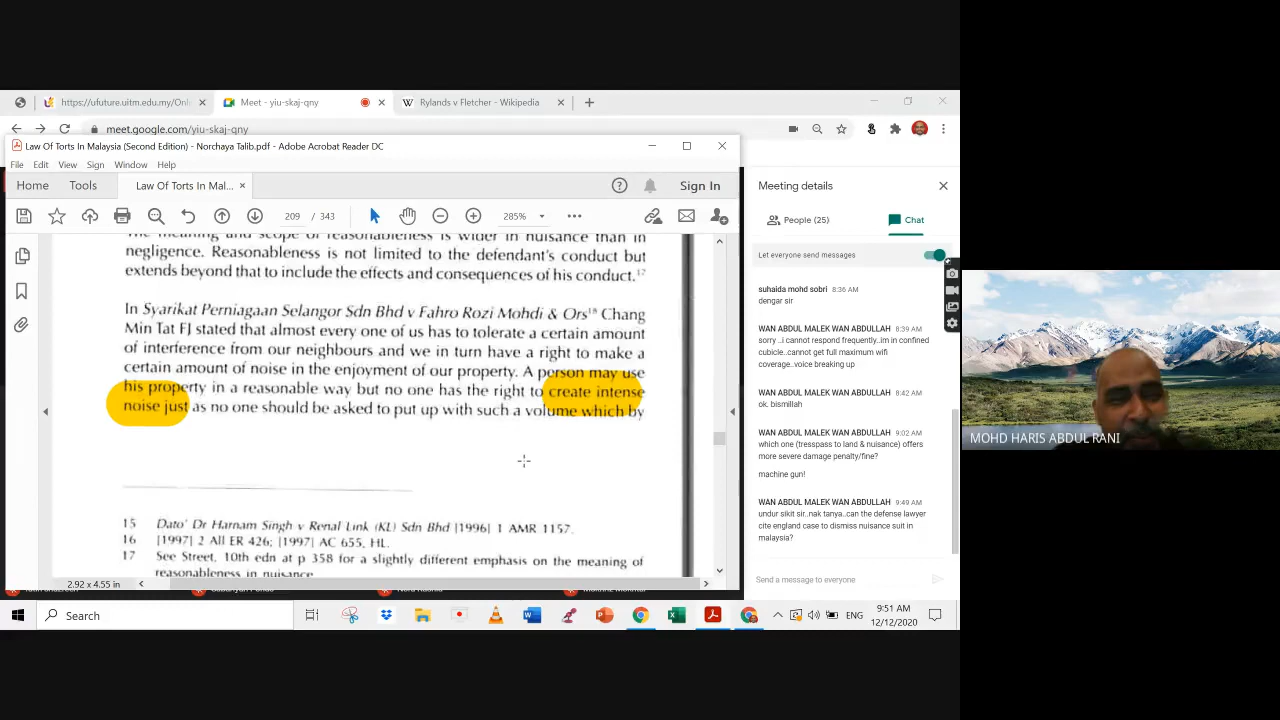 https://ufuture.uitm.edu.my/Onli
Meet - yiu-skaj-qny
Rylands v Fletcher - Wikipedia
meet.google.com/yiu-skaj-qny
Law Of Torts In Malaysia (Second Edition) - Norchaya Talib.pdf - Adobe Acrobat Reader DC
File Edit View Sign Window Help
Home Tools Law Of Torts In Mal... Sign In
209 / 343 285%
The meaning and scope of reasonableness is wider in nuisance than in
negligence. Reasonableness is not limited to the defendant's conduct but
extends beyond that to include the effects and consequences of his conduct.17
In Syarikat Perniagaan Selangor Sdn Bhd v Fahro Rozi Mohdi & Ors18 Chang
Min Tat FJ stated that almost every one of us has to tolerate a certain amount
of interference from our neighbours and we in turn have a right to make a
certain amount of noise in the enjoyment of our property. A person may use
his property in a reasonable way but no one has the right to create intense
noise just as no one should be asked to put up with such a volume which by
15 Dato' Dr Harnam Singh v Renal Link (KL) Sdn Bhd [1996] 1 AMR 1157.
16 [1997] 2 All ER 426; [1997] AC 655, HL.
17 See Street, 10th edn at p 358 for a slightly different emphasis on the meaning of
reasonableness in nuisance.
2.92 x 4.55 in
Meeting details
People (25) Chat
Let everyone send messages
suhaida mohd sobri 8:36 AM
dengar sir
WAN ABDUL MALEK WAN ABDULLAH 8:39 AM
sorry ..i cannot respond frequently..im in confined
cubicle..cannot get full maximum wifi
coverage..voice breaking up
WAN ABDUL MALEK WAN ABDULLAH 8:42 AM
ok. bismillah
WAN ABDUL MALEK WAN ABDULLAH 9:02 AM
which one (tresspass to land & nuisance) offers
more severe damage penalty/fine?
machine gun!
WAN ABDUL MALEK WAN ABDULLAH 9:49 AM
undur sikit sir..nak tanya..can the defense lawyer
cite england case to dismiss nuisance suit in
malaysia?
Send a message to everyone
Search
ENG
9:51 AM
12/12/2020
MOHD HARIS ABDUL RANI